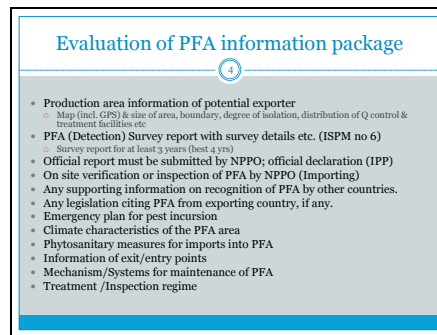 Evaluation of PFA information package
4
• Production area information of potential exporter
○ Map (incl. GPS) & size of area, boundary, degree of isolation, distribution of Q control &
treatment facilities etc
• PFA (Detection) Survey report with survey details etc. (ISPM no 6)
○ Survey report for at least 3 years (best 4 yrs)
• Official report must be submitted by NPPO; official declaration (IPP)
• On site verification or inspection of PFA by NPPO (Importing)
• Any supporting information on recognition of PFA by other countries.
• Any legislation citing PFA from exporting country, if any.
• Emergency plan for pest incursion
• Climate characteristics of the PFA area
• Phytosanitary measures for imports into PFA
• Information of exit/entry points
• Mechanism/Systems for maintenance of PFA
• Treatment /Inspection regime